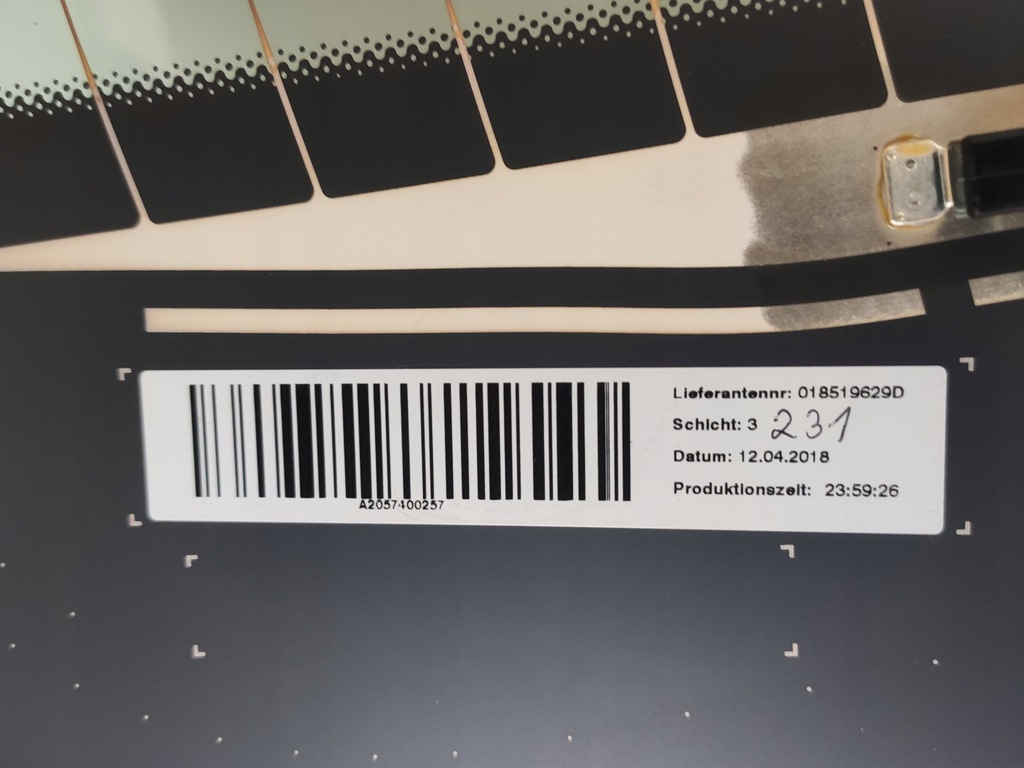 Lieferantennr: 018519629D
Schicht: 3 231
Datum: 12.04.2018
Produktionszeit: 23:59:26
A2057400257